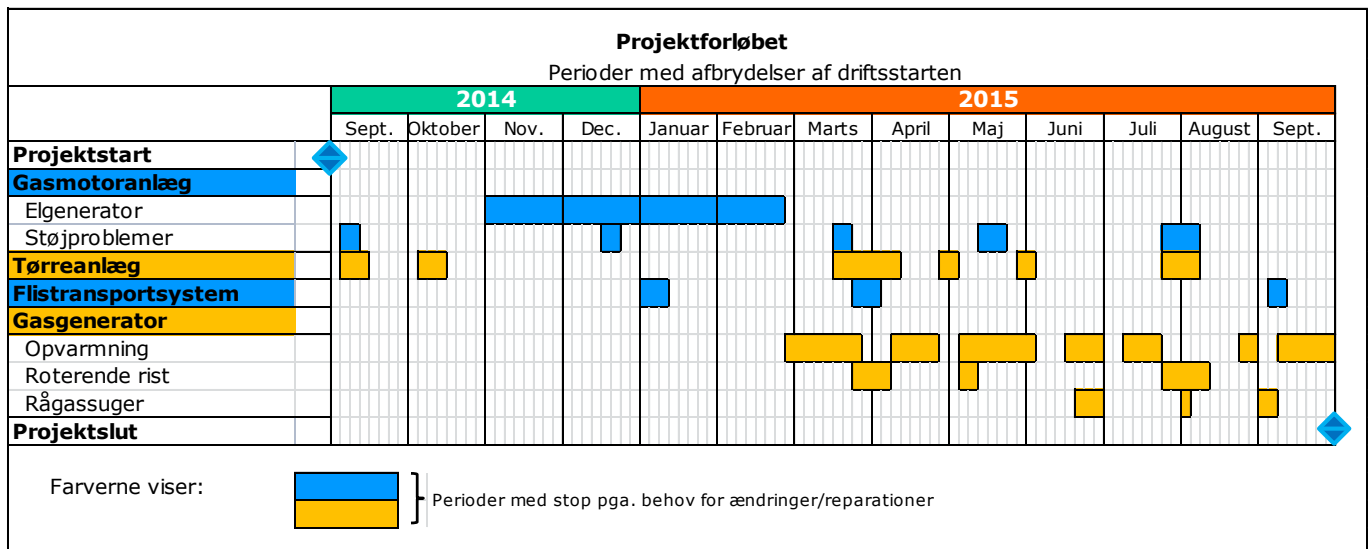 Projektforløbet
Perioder med afbrydelser af driftsstarten
2014 2015
Sept. Oktober Nov. Dec. Januar Februar Marts April Maj Juni Juli August Sept.
Projektstart
Gasmotoranlæg
Elgenerator
Støjproblemer
Tørreanlæg
Flistransportsystem
Gasgenerator
Opvarmning
Roterende rist
Rågassuger
Projektslut
Farverne viser:
Perioder med stop pga. behov for ændringer/reparationer